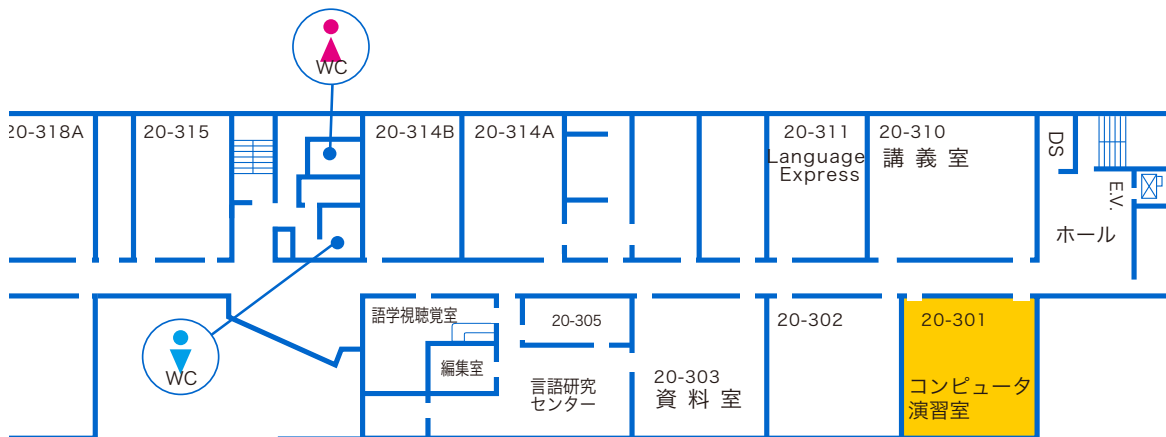 WC
20-318A
20-315
20-314B
20-314A
20-311
Language
Express
20-310
講義室
DS
E.V.
ホール
語学視聴覚室
編集室
20-305
言語研究
センター
20-303
資料室
20-302
20-301
コンピュータ
演習室
WC